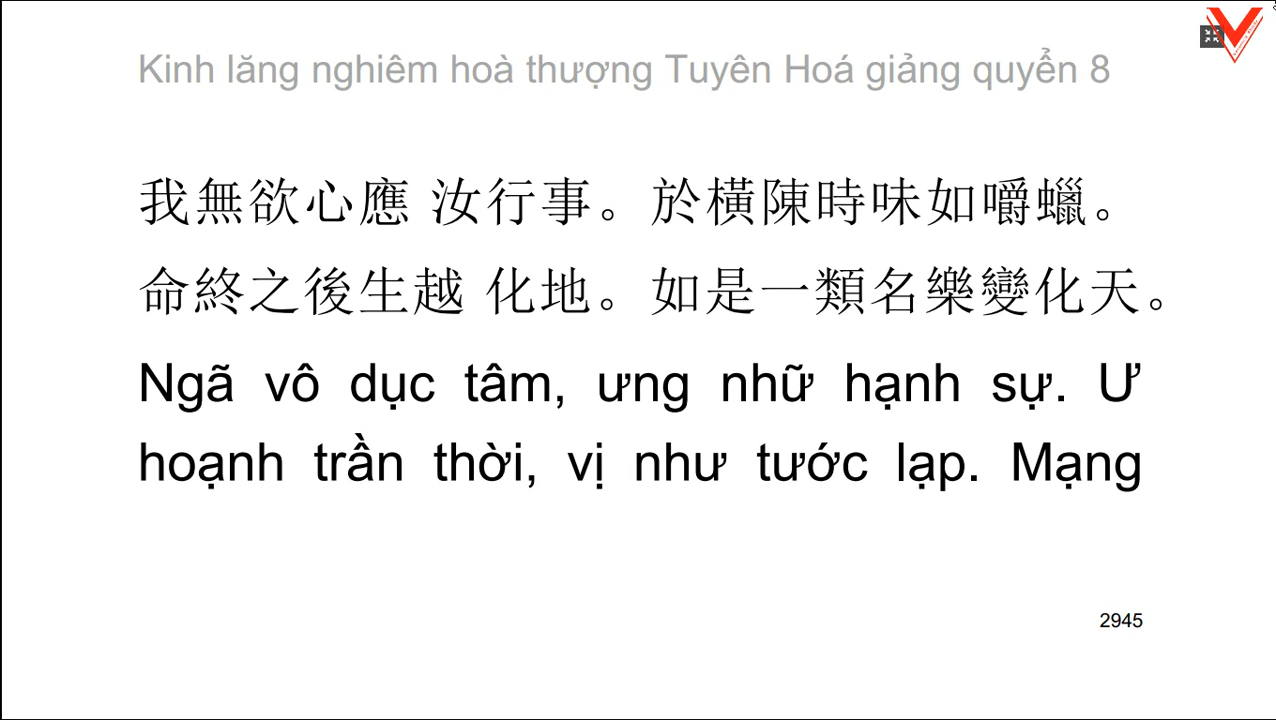 Kinh lăng nghiêm hoà thượng Tuyên Hoá giảng quyển 8
我無欲心應 汝行事。於橫陳時味如嚼蠟。
命終之後生越 化地。如是一類名樂變化天。
Ngã vô dục tâm, ưng nhữ hạnh sự. Ư
hoạnh trần thời, vị như tước lạp. Mạng
2945